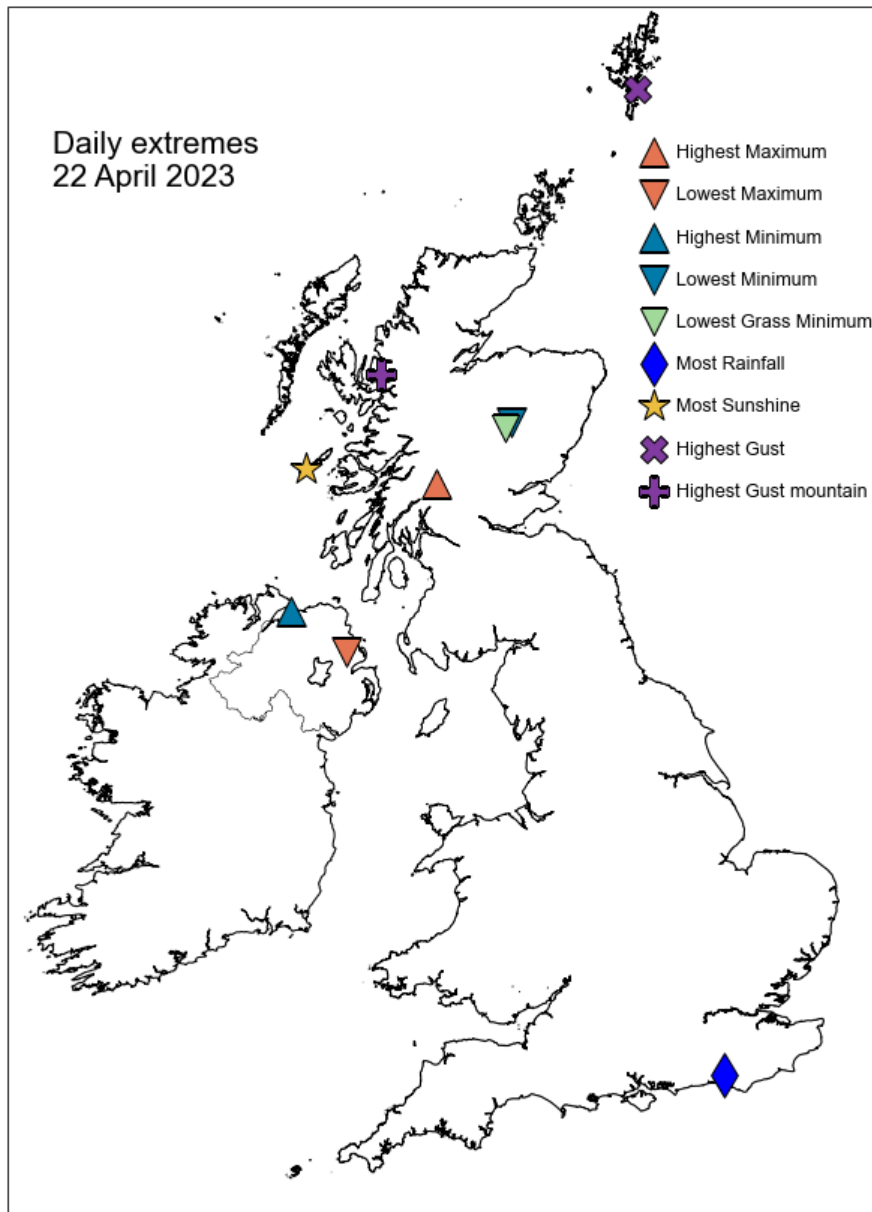 Daily extremes
22 April 2023
Highest Maximum
Lowest Maximum
Highest Minimum
Lowest Minimum
Lowest Grass Minimum
Most Rainfall
Most Sunshine
Highest Gust
Highest Gust mountain